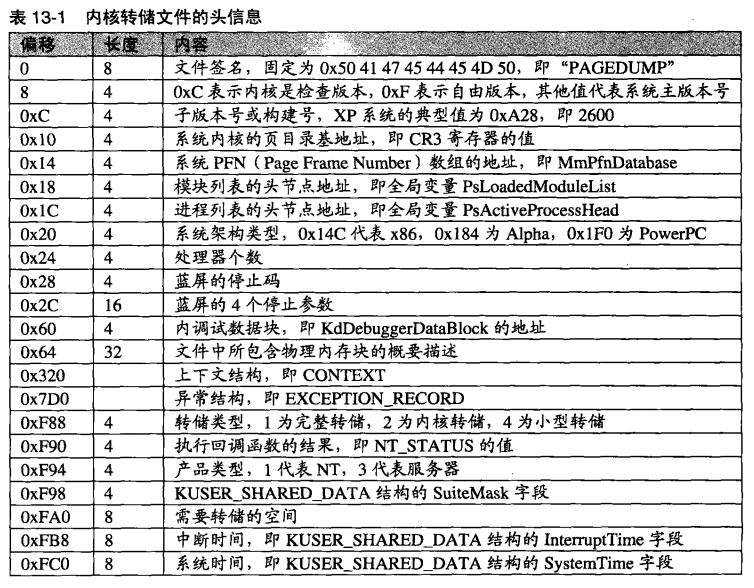 表 13-1 内核转储文件的头信息
偏移 长度 内容
0 8 文件签名，固定为 0x50 41 47 45 44 45 4D 50，即“PAGEDUMP”
8 4 0xC 表示内核是检查版本，0xF 表示自由版本，其他值代表系统主版本号
0xC 4 子版本号或构建号，XP 系统的典型值为 0xA28，即 2600
0x10 4 系统内核的页目录基地址，即 CR3 寄存器的值
0x14 4 系统 PFN（Page Frame Number）数组的地址，即 MmPfnDatabase
0x18 4 模块列表的头节点地址，即全局变量 PsLoadedModuleList
0x1C 4 进程列表的头节点地址，即全局变量 PsActiveProcessHead
0x20 4 系统架构类型，0x14C 代表 x86，0x184 为 Alpha，0x1F0 为 PowerPC
0x24 4 处理器个数
0x28 4 蓝屏的停止码
0x2C 16 蓝屏的 4 个停止参数
0x60 4 内调试数据块，即 KdDebuggerDataBlock 的地址
0x64 32 文件中所包含物理内存块的概要描述
0x320 上下文结构，即 CONTEXT
0x7D0 异常结构，即 EXCEPTION_RECORD
0xF88 4 转储类型，1 为完整转储，2 为内核转储，4 为小型转储
0xF90 4 执行回调函数的结果，即 NT_STATUS 的值
0xF94 4 产品类型，1 代表 NT，3 代表服务器
0xF98 4 KUSER_SHARED_DATA 结构的 SuiteMask 字段
0xFA0 8 需要转储的空间
0xFB8 8 中断时间，即 KUSER_SHARED_DATA 结构的 InterruptTime 字段
0xFC0 8 系统时间，即 KUSER_SHARED_DATA 结构的 SystemTime 字段